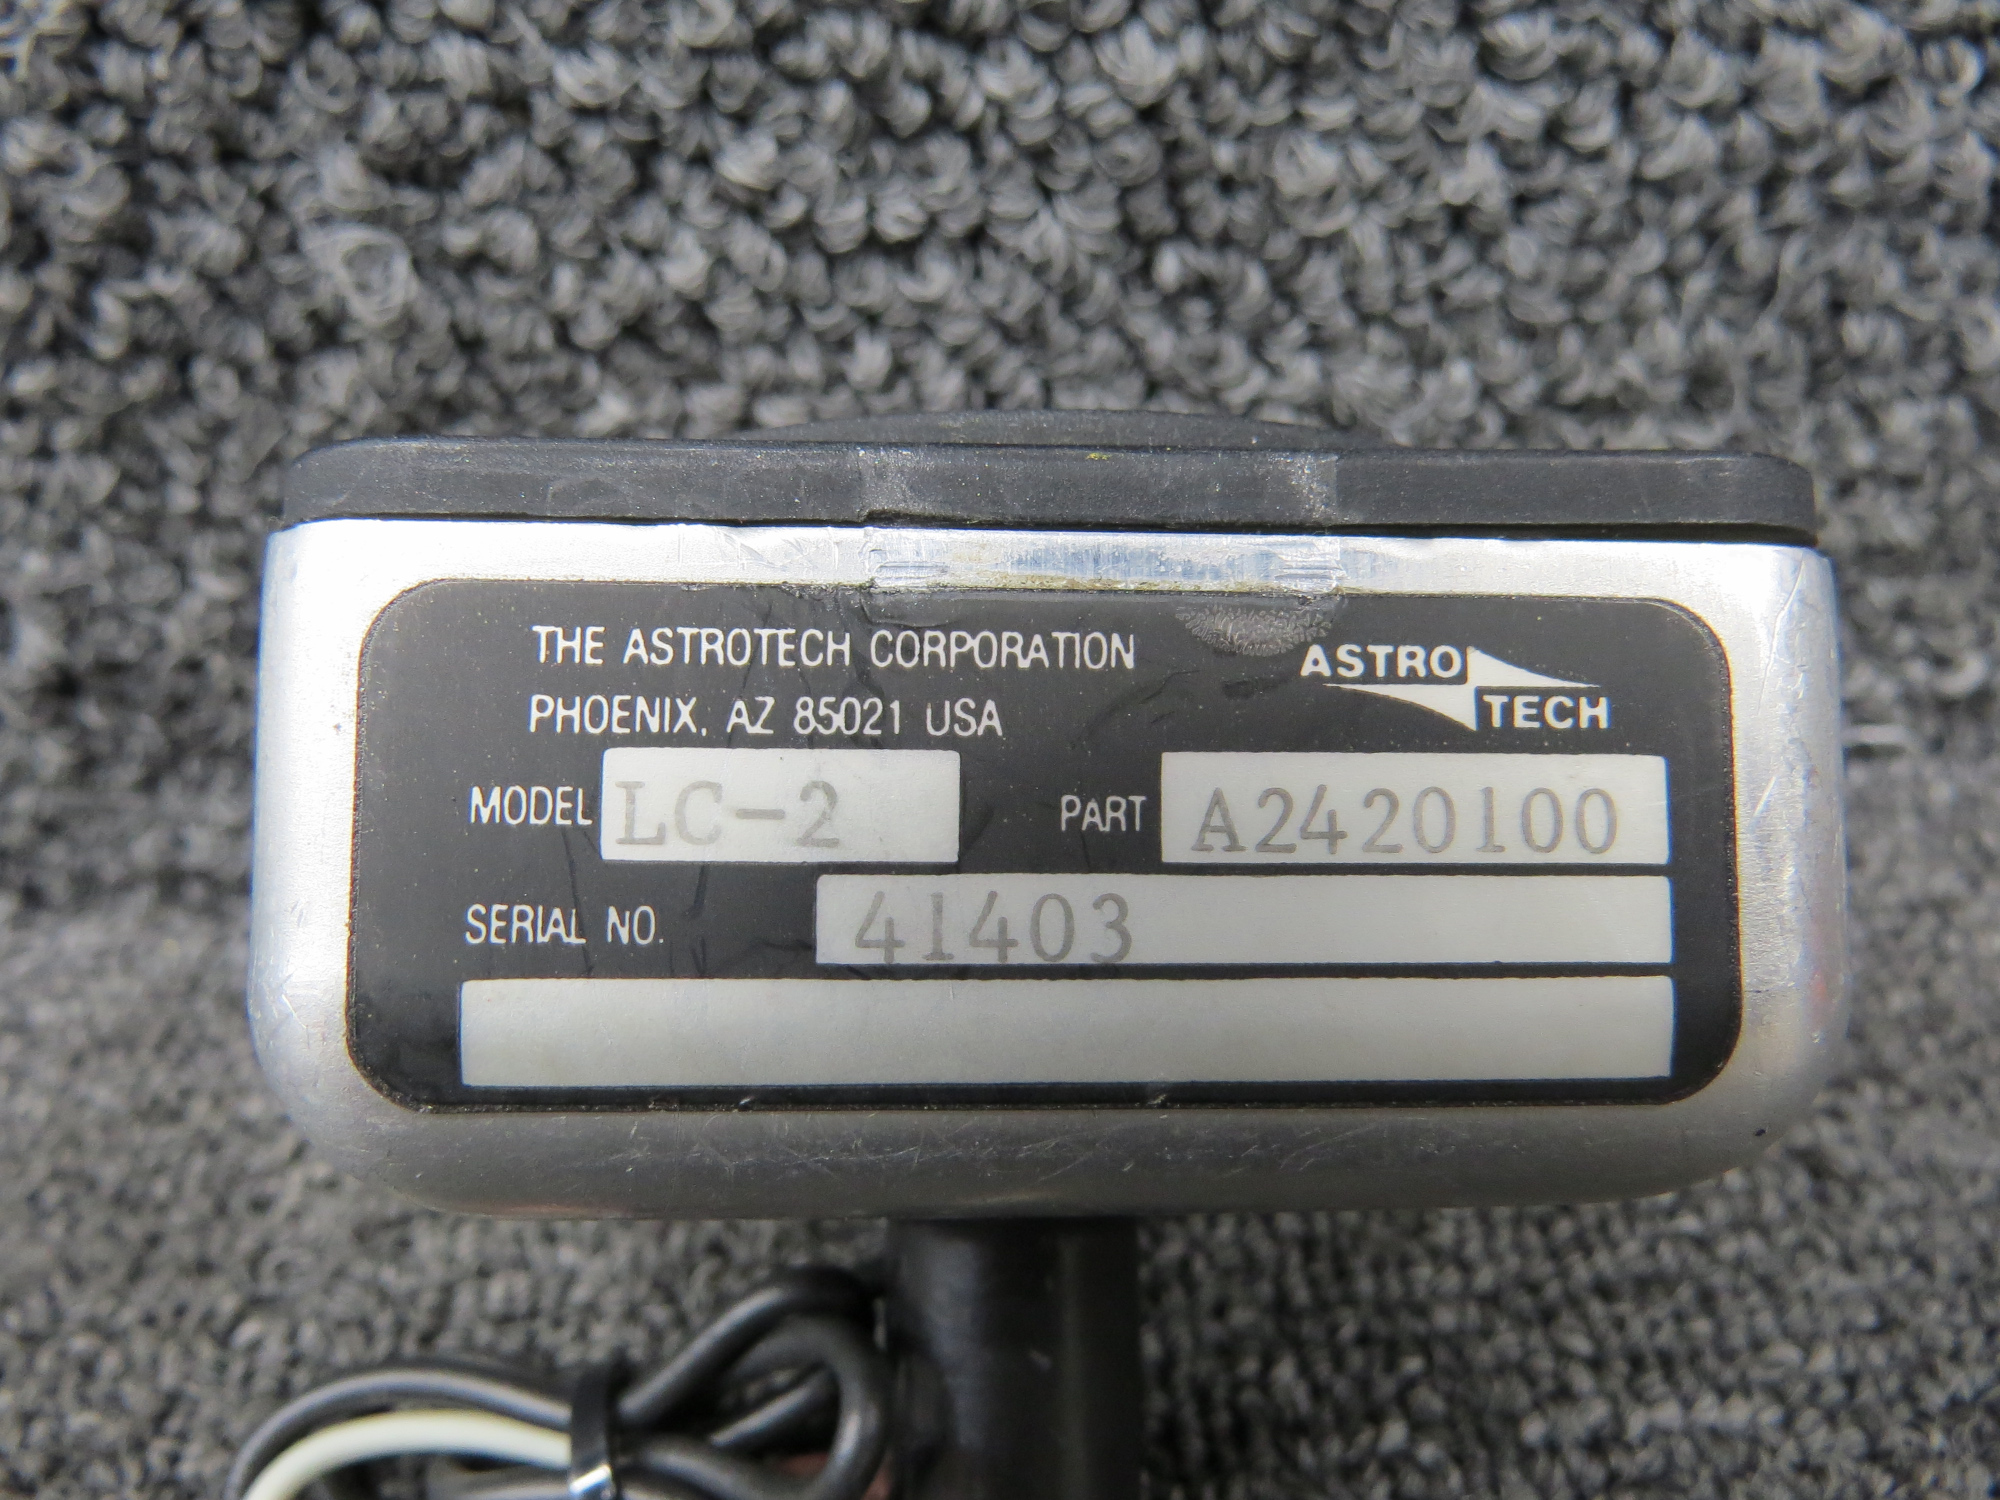 THE ASTROTECH CORPORATION
PHOENIX, AZ 85021 USA
ASTRO
TECH
MODEL LC-2
PART A2420100
SERIAL NO. 41403